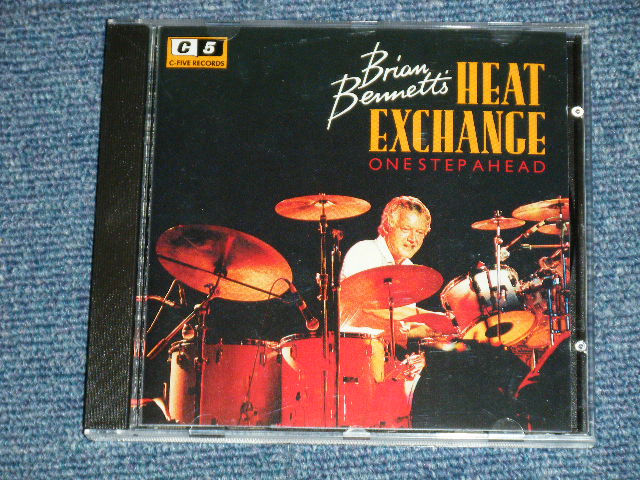 C 5
C-FIVE RECORDS
Brian
Bennett's HEAT
EXCHANGE
ONE STEP AHEAD